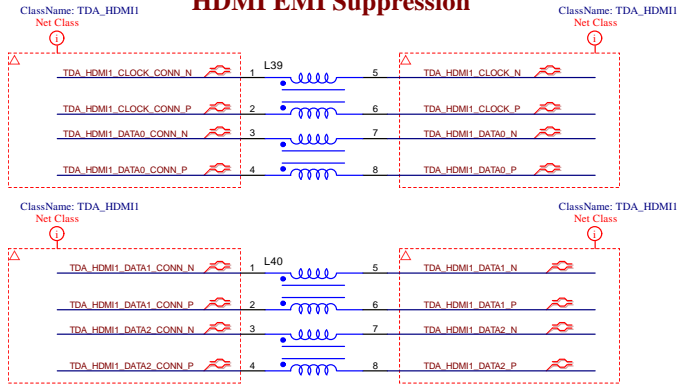 HDMI EMI Suppression
ClassName: TDA_HDMI1
ClassName: TDA_HDMI1
Net Class
Net Class
i
i
L39
TDA_HDMI1_CLOCK_CONN_N 1 5 TDA_HDMI1_CLOCK_N
TDA_HDMI1_CLOCK_CONN_P 2 6 TDA_HDMI1_CLOCK_P
TDA_HDMI1_DATA0_CONN_N 3 7 TDA_HDMI1_DATA0_N
TDA_HDMI1_DATA0_CONN_P 4 8 TDA_HDMI1_DATA0_P
ClassName: TDA_HDMI1
ClassName: TDA_HDMI1
Net Class
Net Class
i
i
L40
TDA_HDMI1_DATA1_CONN_N 1 5 TDA_HDMI1_DATA1_N
TDA_HDMI1_DATA1_CONN_P 2 6 TDA_HDMI1_DATA1_P
TDA_HDMI1_DATA2_CONN_N 3 7 TDA_HDMI1_DATA2_N
TDA_HDMI1_DATA2_CONN_P 4 8 TDA_HDMI1_DATA2_P